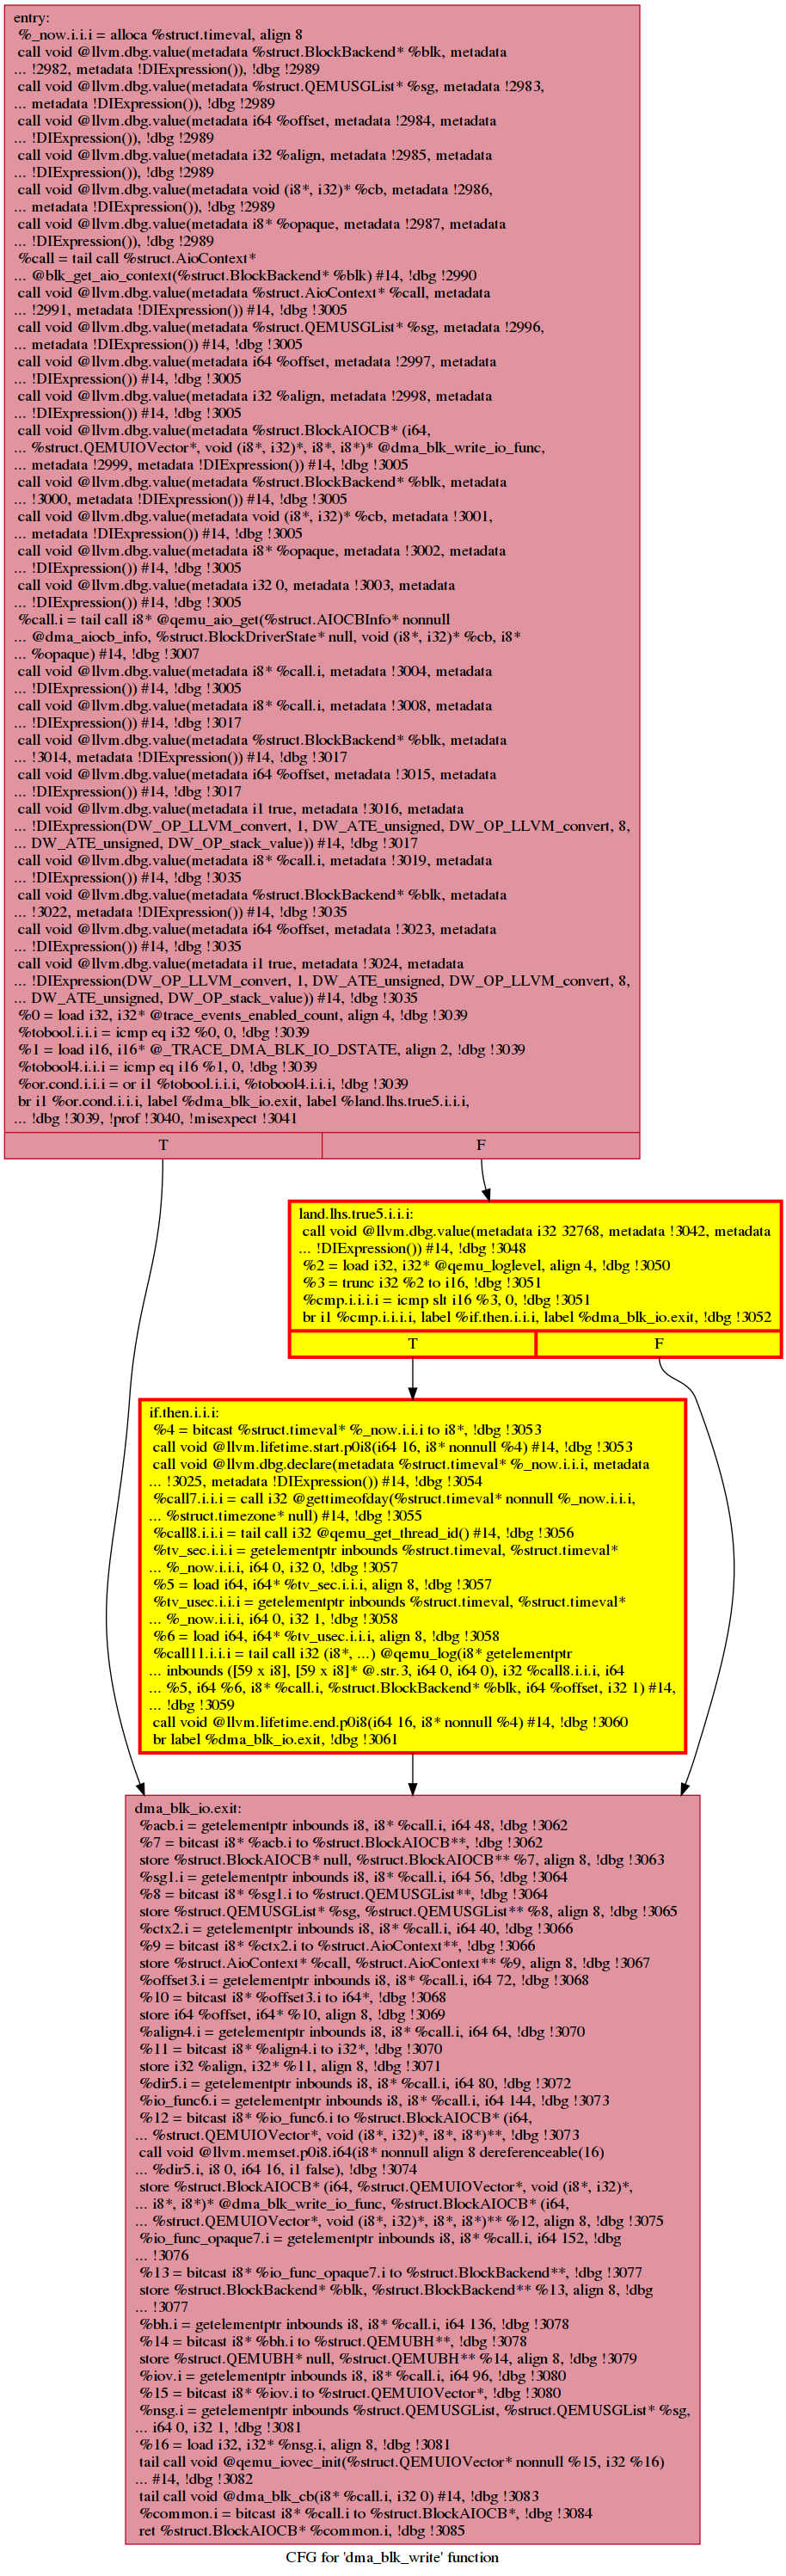 entry:
%_now.i.i.i = alloca %struct.timeval, align 8
call void @llvm.dbg.value(metadata %struct.BlockBackend* %blk, metadata
... !2982, metadata !DIExpression()), !dbg !2989
call void @llvm.dbg.value(metadata %struct.QEMUSGList* %sg, metadata !2983,
... metadata !DIExpression()), !dbg !2989
call void @llvm.dbg.value(metadata i64 %offset, metadata !2984, metadata
... !DIExpression()), !dbg !2989
call void @llvm.dbg.value(metadata i32 %align, metadata !2985, metadata
... !DIExpression()), !dbg !2989
call void @llvm.dbg.value(metadata void (i8*, i32)* %cb, metadata !2986,
... metadata !DIExpression()), !dbg !2989
call void @llvm.dbg.value(metadata i8* %opaque, metadata !2987, metadata
... !DIExpression()), !dbg !2989
%call = tail call %struct.AioContext*
... @blk_get_aio_context(%struct.BlockBackend* %blk) #14, !dbg !2990
call void @llvm.dbg.value(metadata %struct.AioContext* %call, metadata
... !2991, metadata !DIExpression()) #14, !dbg !3005
call void @llvm.dbg.value(metadata %struct.QEMUSGList* %sg, metadata !2996,
... metadata !DIExpression()) #14, !dbg !3005
call void @llvm.dbg.value(metadata i64 %offset, metadata !2997, metadata
... !DIExpression()) #14, !dbg !3005
call void @llvm.dbg.value(metadata i32 %align, metadata !2998, metadata
... !DIExpression()) #14, !dbg !3005
call void @llvm.dbg.value(metadata %struct.BlockAIOCB* (i64,
... %struct.QEMUIOVector*, void (i8*, i32)*, i8*, i8*)* @dma_blk_write_io_func,
... metadata !2999, metadata !DIExpression()) #14, !dbg !3005
call void @llvm.dbg.value(metadata %struct.BlockBackend* %blk, metadata
... !3000, metadata !DIExpression()) #14, !dbg !3005
call void @llvm.dbg.value(metadata void (i8*, i32)* %cb, metadata !3001,
... metadata !DIExpression()) #14, !dbg !3005
call void @llvm.dbg.value(metadata i8* %opaque, metadata !3002, metadata
... !DIExpression()) #14, !dbg !3005
call void @llvm.dbg.value(metadata i32 0, metadata !3003, metadata
... !DIExpression()) #14, !dbg !3005
%call.i = tail call i8* @qemu_aio_get(%struct.AIOCBInfo* nonnull
... @dma_aiocb_info, %struct.BlockDriverState* null, void (i8*, i32)* %cb, i8*
... %opaque) #14, !dbg !3007
call void @llvm.dbg.value(metadata i8* %call.i, metadata !3004, metadata
... !DIExpression()) #14, !dbg !3005
call void @llvm.dbg.value(metadata i8* %call.i, metadata !3008, metadata
... !DIExpression()) #14, !dbg !3017
call void @llvm.dbg.value(metadata %struct.BlockBackend* %blk, metadata
... !3014, metadata !DIExpression()) #14, !dbg !3017
call void @llvm.dbg.value(metadata i64 %offset, metadata !3015, metadata
... !DIExpression()) #14, !dbg !3017
call void @llvm.dbg.value(metadata i1 true, metadata !3016, metadata
... !DIExpression(DW_OP_LLVM_convert, 1, DW_ATE_unsigned, DW_OP_LLVM_convert, 8,
... DW_ATE_unsigned, DW_OP_stack_value)) #14, !dbg !3017
call void @llvm.dbg.value(metadata i8* %call.i, metadata !3019, metadata
... !DIExpression()) #14, !dbg !3035
call void @llvm.dbg.value(metadata %struct.BlockBackend* %blk, metadata
... !3022, metadata !DIExpression()) #14, !dbg !3035
call void @llvm.dbg.value(metadata i64 %offset, metadata !3023, metadata
... !DIExpression()) #14, !dbg !3035
call void @llvm.dbg.value(metadata i1 true, metadata !3024, metadata
... !DIExpression(DW_OP_LLVM_convert, 1, DW_ATE_unsigned, DW_OP_LLVM_convert, 8,
... DW_ATE_unsigned, DW_OP_stack_value)) #14, !dbg !3035
%0 = load i32, i32* @trace_events_enabled_count, align 4, !dbg !3039
%tobool.i.i.i = icmp eq i32 %0, 0, !dbg !3039
%1 = load i16, i16* @_TRACE_DMA_BLK_IO_DSTATE, align 2, !dbg !3039
%tobool4.i.i.i = icmp eq i16 %1, 0, !dbg !3039
%or.cond.i.i.i = or i1 %tobool.i.i.i, %tobool4.i.i.i, !dbg !3039
br i1 %or.cond.i.i.i, label %dma_blk_io.exit, label %land.lhs.true5.i.i.i,
... !dbg !3039, !prof !3040, !misexpect !3041
T F
land.lhs.true5.i.i.i:
call void @llvm.dbg.value(metadata i32 32768, metadata !3042, metadata
... !DIExpression()) #14, !dbg !3048
%2 = load i32, i32* @qemu_loglevel, align 4, !dbg !3050
%3 = trunc i32 %2 to i16, !dbg !3051
%cmp.i.i.i.i = icmp slt i16 %3, 0, !dbg !3051
br i1 %cmp.i.i.i.i, label %if.then.i.i.i, label %dma_blk_io.exit, !dbg !3052
T F
if.then.i.i.i:
%4 = bitcast %struct.timeval* %_now.i.i.i to i8*, !dbg !3053
call void @llvm.lifetime.start.p0i8(i64 16, i8* nonnull %4) #14, !dbg !3053
call void @llvm.dbg.declare(metadata %struct.timeval* %_now.i.i.i, metadata
... !3025, metadata !DIExpression()) #14, !dbg !3054
%call7.i.i.i = call i32 @gettimeofday(%struct.timeval* nonnull %_now.i.i.i,
... %struct.timezone* null) #14, !dbg !3055
%call8.i.i.i = tail call i32 @qemu_get_thread_id() #14, !dbg !3056
%tv_sec.i.i.i = getelementptr inbounds %struct.timeval, %struct.timeval*
... %_now.i.i.i, i64 0, i32 0, !dbg !3057
%5 = load i64, i64* %tv_sec.i.i.i, align 8, !dbg !3057
%tv_usec.i.i.i = getelementptr inbounds %struct.timeval, %struct.timeval*
... %_now.i.i.i, i64 0, i32 1, !dbg !3058
%6 = load i64, i64* %tv_usec.i.i.i, align 8, !dbg !3058
%call11.i.i.i = tail call i32 (i8*, ...) @qemu_log(i8* getelementptr
... inbounds ([59 x i8], [59 x i8]* @.str.3, i64 0, i64 0), i32 %call8.i.i.i, i64
... %5, i64 %6, i8* %call.i, %struct.BlockBackend* %blk, i64 %offset, i32 1) #14,
... !dbg !3059
call void @llvm.lifetime.end.p0i8(i64 16, i8* nonnull %4) #14, !dbg !3060
br label %dma_blk_io.exit, !dbg !3061
dma_blk_io.exit:
%acb.i = getelementptr inbounds i8, i8* %call.i, i64 48, !dbg !3062
%7 = bitcast i8* %acb.i to %struct.BlockAIOCB**, !dbg !3062
store %struct.BlockAIOCB* null, %struct.BlockAIOCB** %7, align 8, !dbg !3063
%sg1.i = getelementptr inbounds i8, i8* %call.i, i64 56, !dbg !3064
%8 = bitcast i8* %sg1.i to %struct.QEMUSGList**, !dbg !3064
store %struct.QEMUSGList* %sg, %struct.QEMUSGList** %8, align 8, !dbg !3065
%ctx2.i = getelementptr inbounds i8, i8* %call.i, i64 40, !dbg !3066
%9 = bitcast i8* %ctx2.i to %struct.AioContext**, !dbg !3066
store %struct.AioContext* %call, %struct.AioContext** %9, align 8, !dbg !3067
%offset3.i = getelementptr inbounds i8, i8* %call.i, i64 72, !dbg !3068
%10 = bitcast i8* %offset3.i to i64*, !dbg !3068
store i64 %offset, i64* %10, align 8, !dbg !3069
%align4.i = getelementptr inbounds i8, i8* %call.i, i64 64, !dbg !3070
%11 = bitcast i8* %align4.i to i32*, !dbg !3070
store i32 %align, i32* %11, align 8, !dbg !3071
%dir5.i = getelementptr inbounds i8, i8* %call.i, i64 80, !dbg !3072
%io_func6.i = getelementptr inbounds i8, i8* %call.i, i64 144, !dbg !3073
%12 = bitcast i8* %io_func6.i to %struct.BlockAIOCB* (i64,
... %struct.QEMUIOVector*, void (i8*, i32)*, i8*, i8*)**, !dbg !3073
call void @llvm.memset.p0i8.i64(i8* nonnull align 8 dereferenceable(16)
... %dir5.i, i8 0, i64 16, i1 false), !dbg !3074
store %struct.BlockAIOCB* (i64, %struct.QEMUIOVector*, void (i8*, i32)*,
... i8*, i8*)* @dma_blk_write_io_func, %struct.BlockAIOCB* (i64,
... %struct.QEMUIOVector*, void (i8*, i32)*, i8*, i8*)** %12, align 8, !dbg !3075
%io_func_opaque7.i = getelementptr inbounds i8, i8* %call.i, i64 152, !dbg
... !3076
%13 = bitcast i8* %io_func_opaque7.i to %struct.BlockBackend**, !dbg !3077
store %struct.BlockBackend* %blk, %struct.BlockBackend** %13, align 8, !dbg
... !3077
%bh.i = getelementptr inbounds i8, i8* %call.i, i64 136, !dbg !3078
%14 = bitcast i8* %bh.i to %struct.QEMUBH**, !dbg !3078
store %struct.QEMUBH* null, %struct.QEMUBH** %14, align 8, !dbg !3079
%iov.i = getelementptr inbounds i8, i8* %call.i, i64 96, !dbg !3080
%15 = bitcast i8* %iov.i to %struct.QEMUIOVector*, !dbg !3080
%nsg.i = getelementptr inbounds %struct.QEMUSGList, %struct.QEMUSGList* %sg,
... i64 0, i32 1, !dbg !3081
%16 = load i32, i32* %nsg.i, align 8, !dbg !3081
tail call void @qemu_iovec_init(%struct.QEMUIOVector* nonnull %15, i32 %16)
... #14, !dbg !3082
tail call void @dma_blk_cb(i8* %call.i, i32 0) #14, !dbg !3083
%common.i = bitcast i8* %call.i to %struct.BlockAIOCB*, !dbg !3084
ret %struct.BlockAIOCB* %common.i, !dbg !3085
CFG for 'dma_blk_write' function